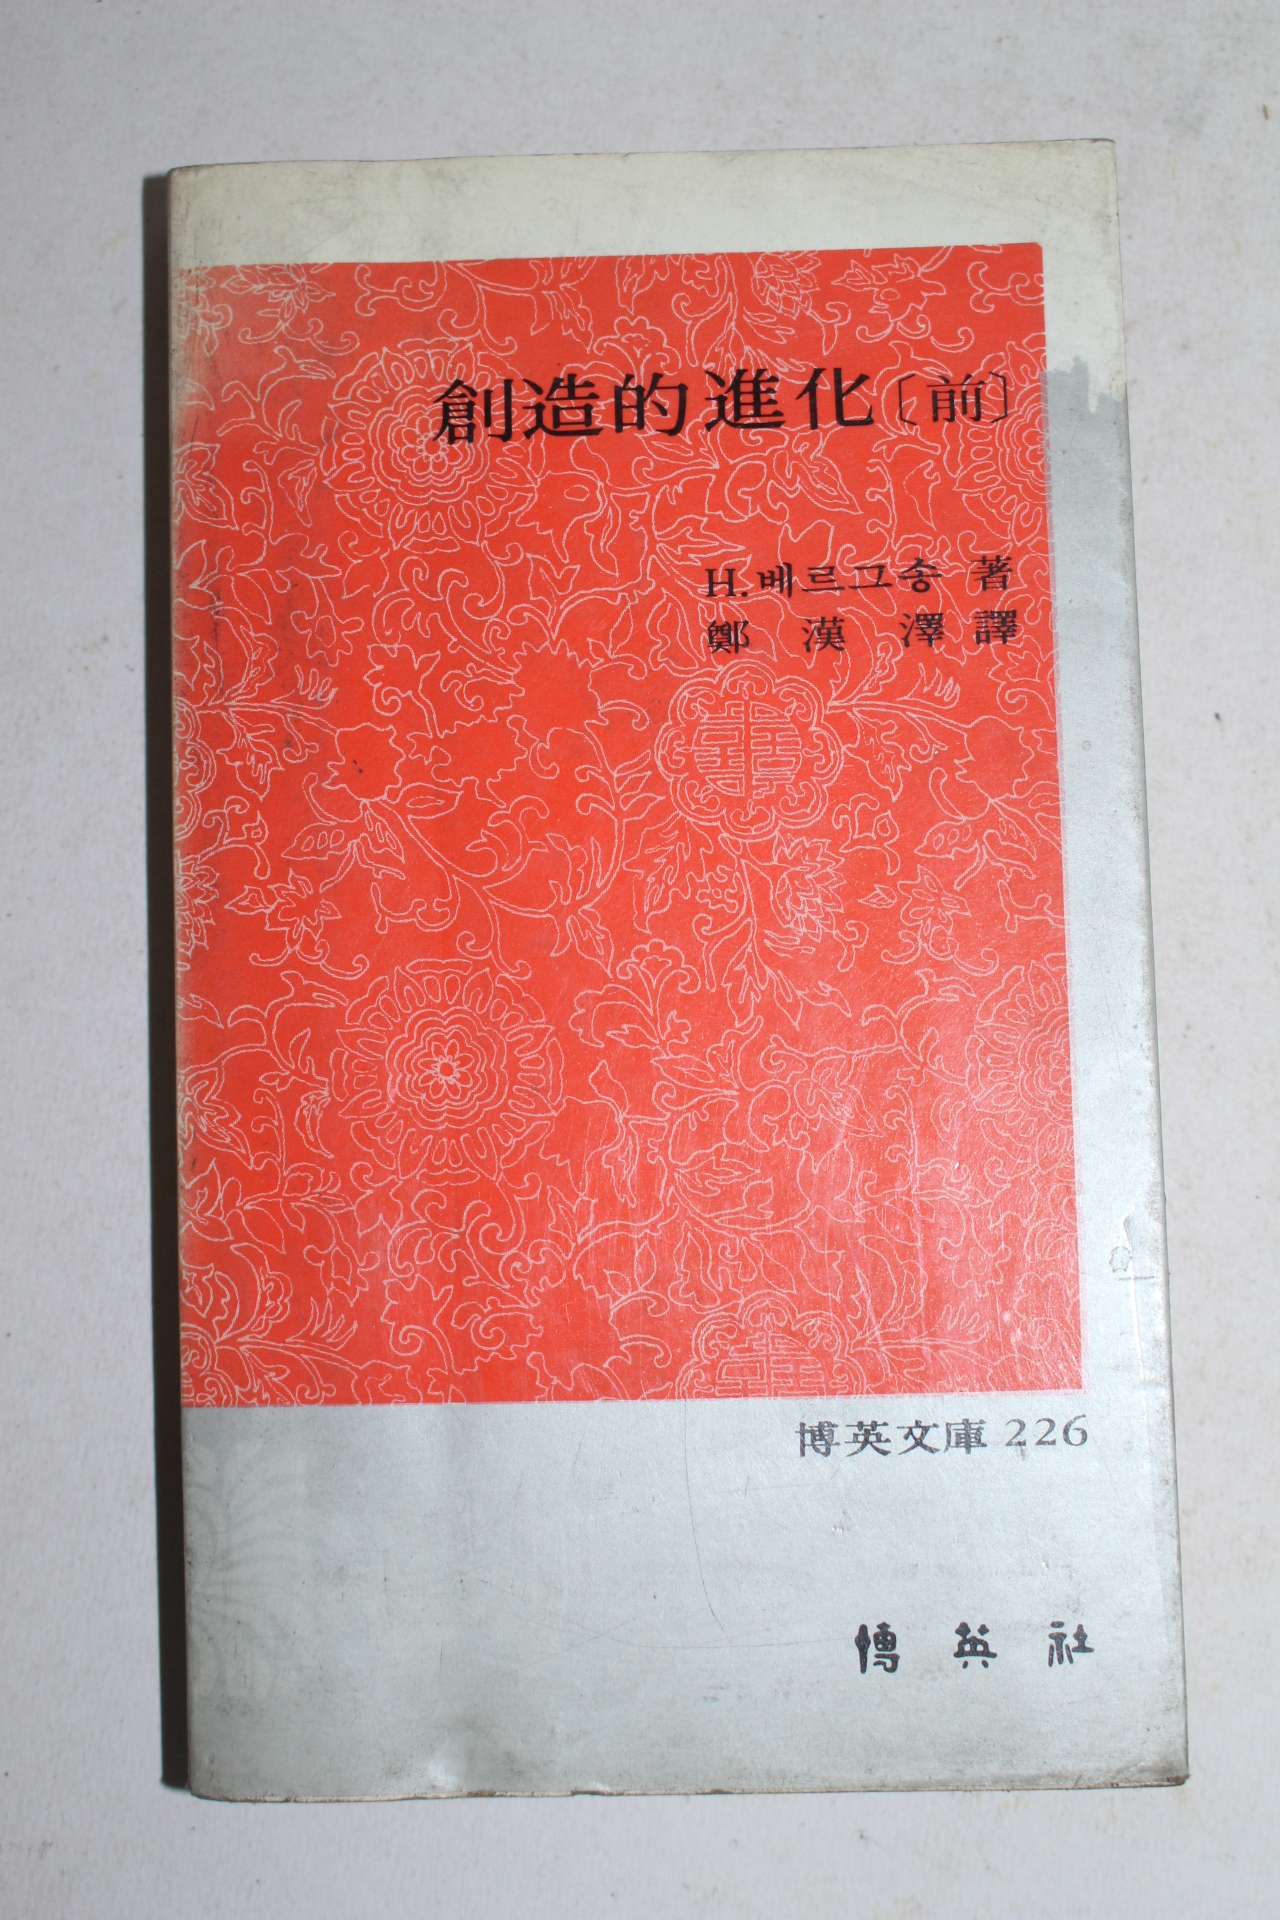 創造的進化〔前〕
H.베르그송 著
鄭漢澤 譯
博英文庫 226
博英社